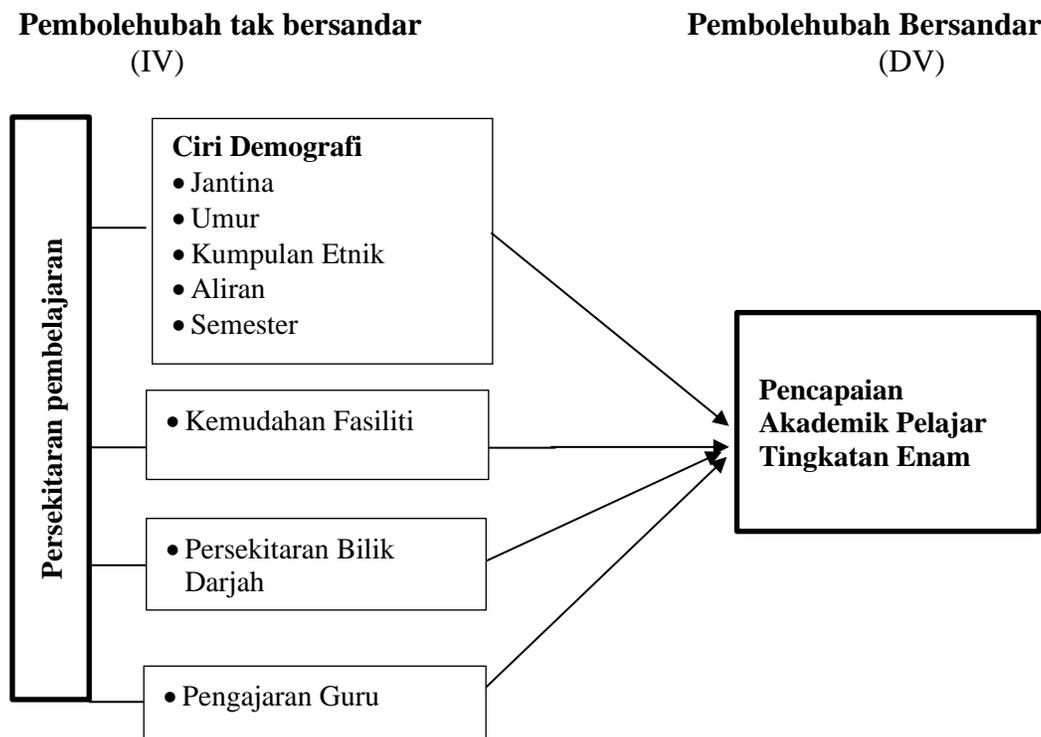 Pembolehubah tak bersandar
(IV)
Pembolehubah Bersandar
(DV)
Persekitaran pembelajaran
Ciri Demografi
• Jantina
• Umur
• Kumpulan Etnik
• Aliran
• Semester
• Kemudahan Fasiliti
• Persekitaran Bilik
Darjah
• Pengajaran Guru
Pencapaian
Akademik Pelajar
Tingkatan Enam